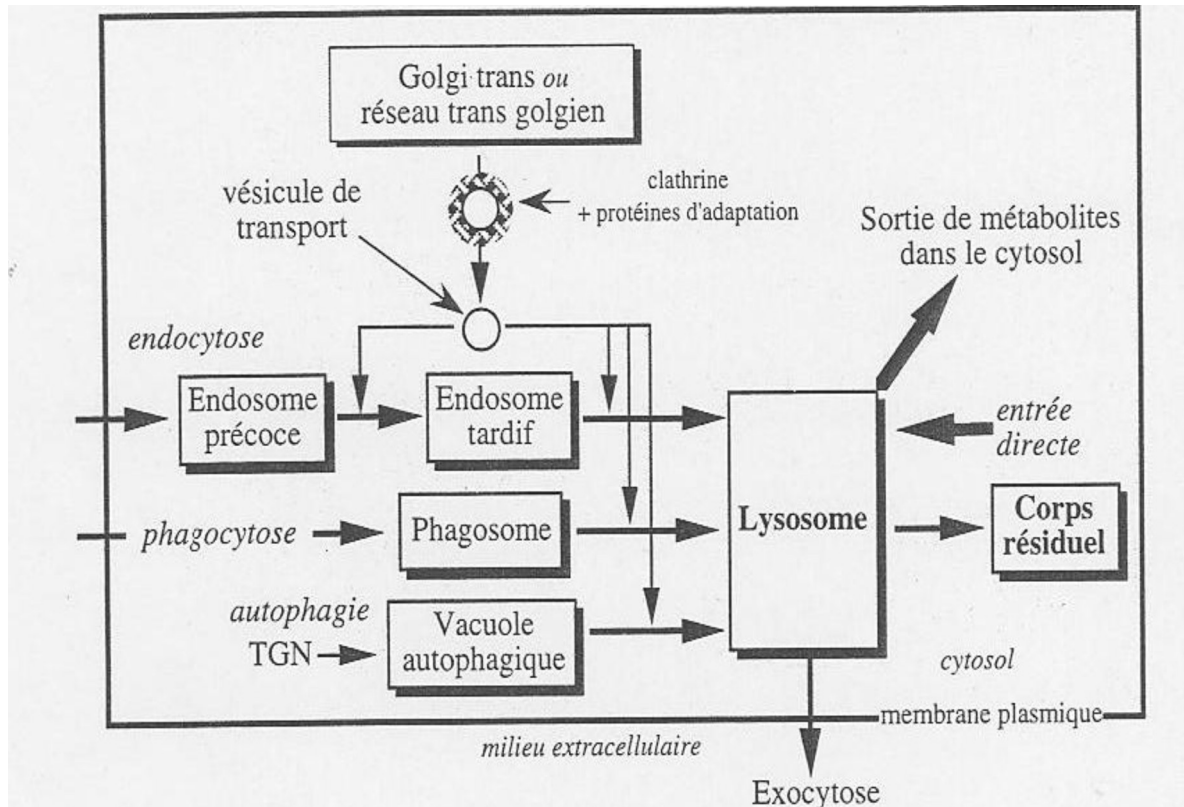 Golgi trans ou
réseau trans golgien
vésicule de
transport
clathrine
+ protéines d'adaptation
Sortie de métabolites
dans le cytosol
endocytose
Endosome
précoce
Endosome
tardif
entrée
directe
phagocytose
Phagosome
Lysosome
Corps
résiduel
autophagie
TGN
Vacuole
autophagique
cytosol
membrane plasmique
milieu extracellulaire
Exocytose